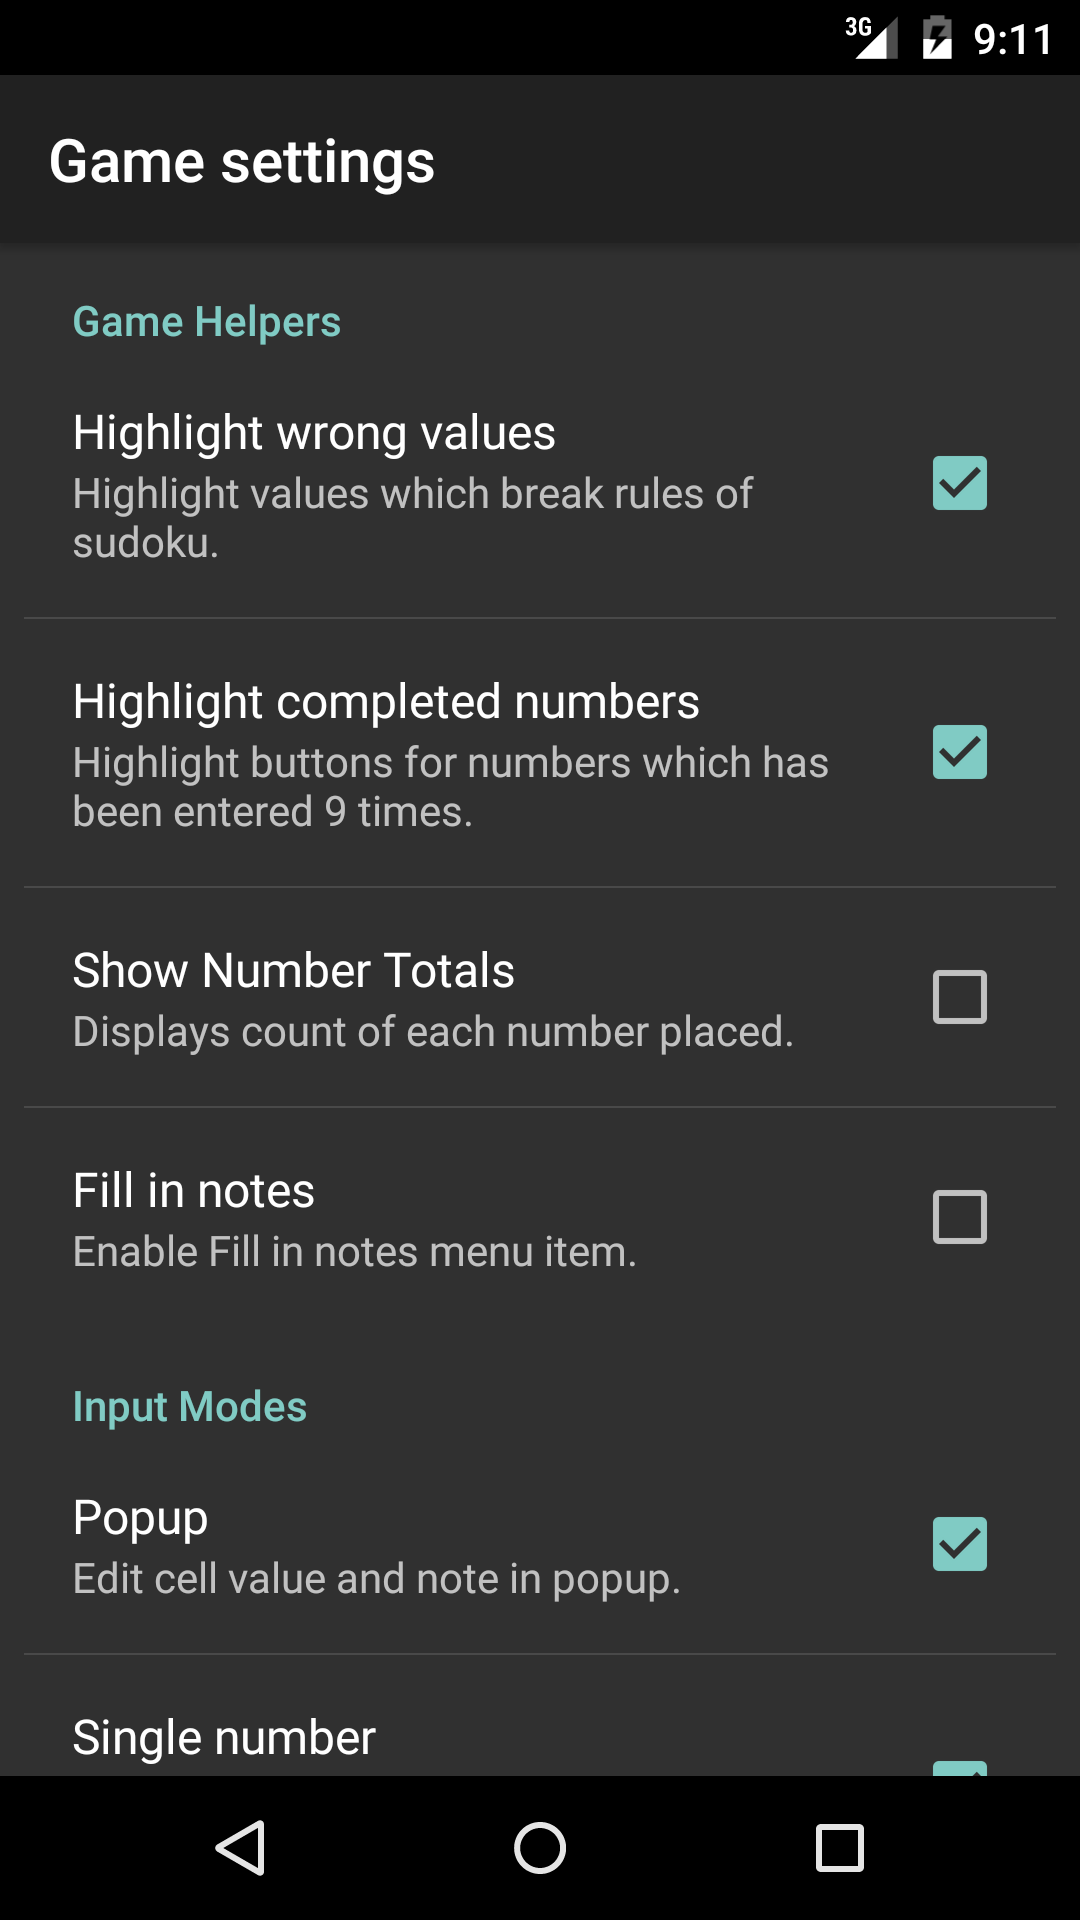 3G 9:11
Game settings
Game Helpers
Highlight wrong values
Highlight values which break rules of
sudoku.
Highlight completed numbers
Highlight buttons for numbers which has
been entered 9 times.
Show Number Totals
Displays count of each number placed.
Fill in notes
Enable Fill in notes menu item.
Input Modes
Popup
Edit cell value and note in popup.
Single number